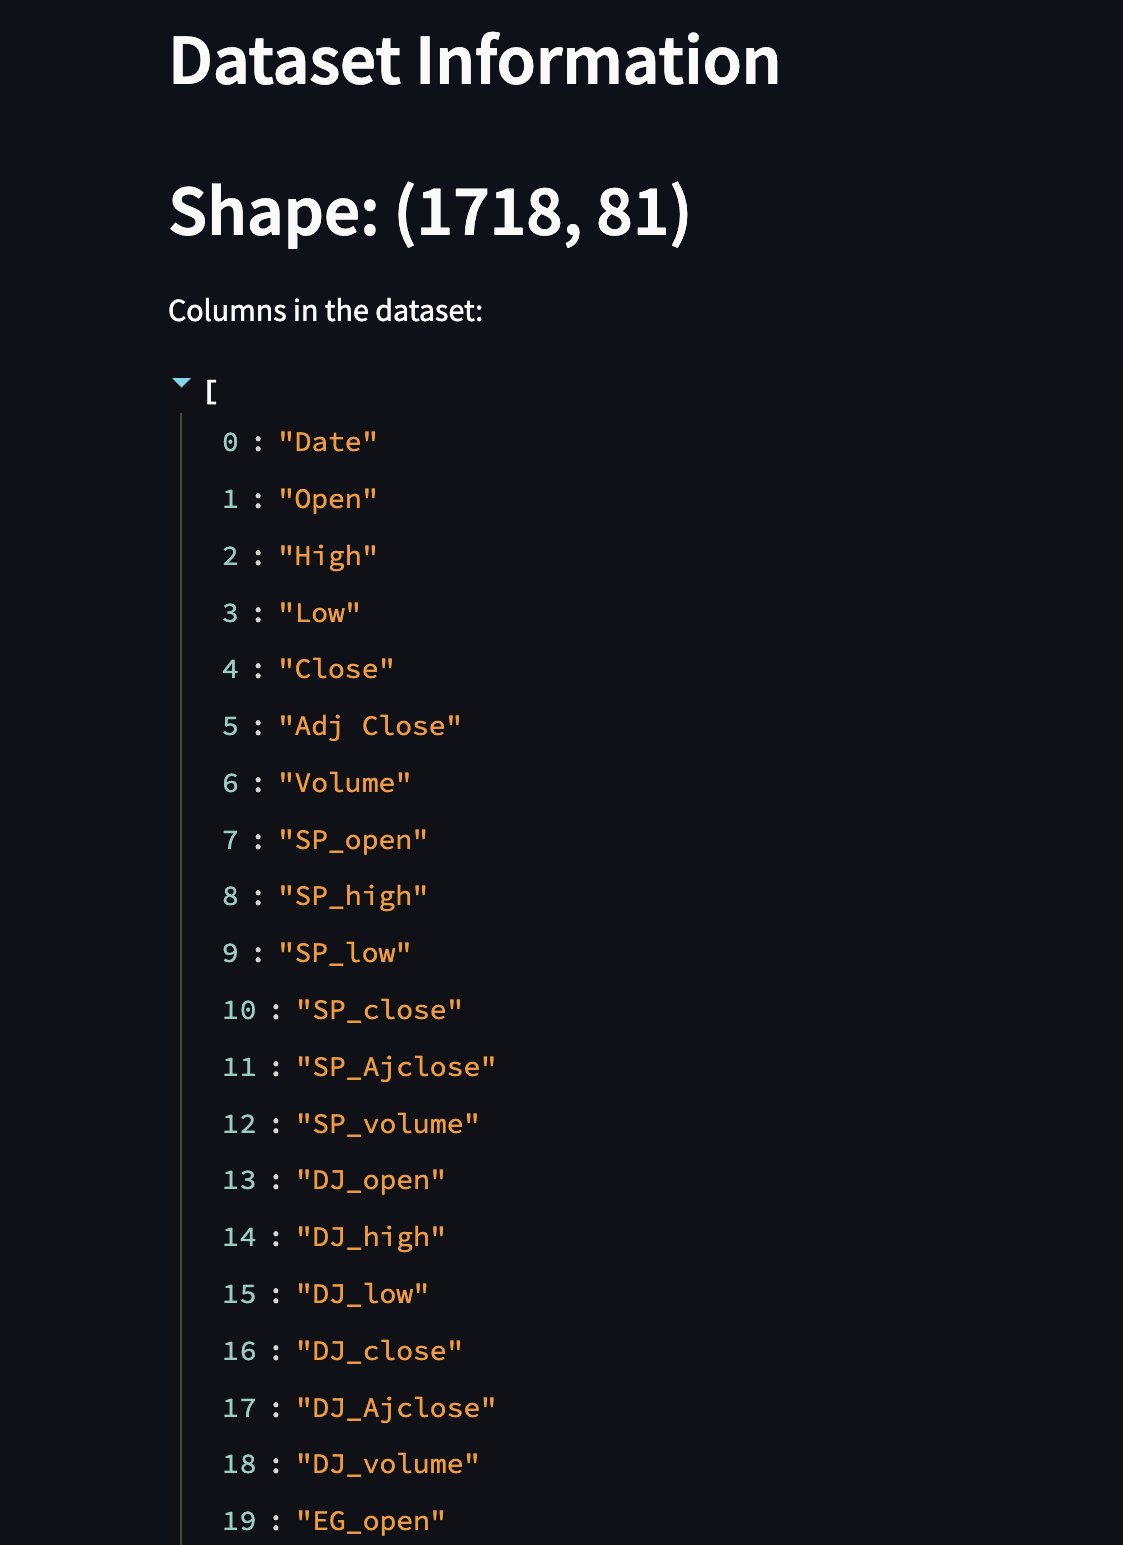 Dataset Information
Shape: (1718, 81)
Columns in the dataset:
[
0 : "Date"
1 : "Open"
2 : "High"
3 : "Low"
4 : "Close"
5 : "Adj Close"
6 : "Volume"
7 : "SP_open"
8 : "SP_high"
9 : "SP_low"
10 : "SP_close"
11 : "SP_Ajclose"
12 : "SP_volume"
13 : "DJ_open"
14 : "DJ_high"
15 : "DJ_low"
16 : "DJ_close"
17 : "DJ_Ajclose"
18 : "DJ_volume"
19 : "EG_open"